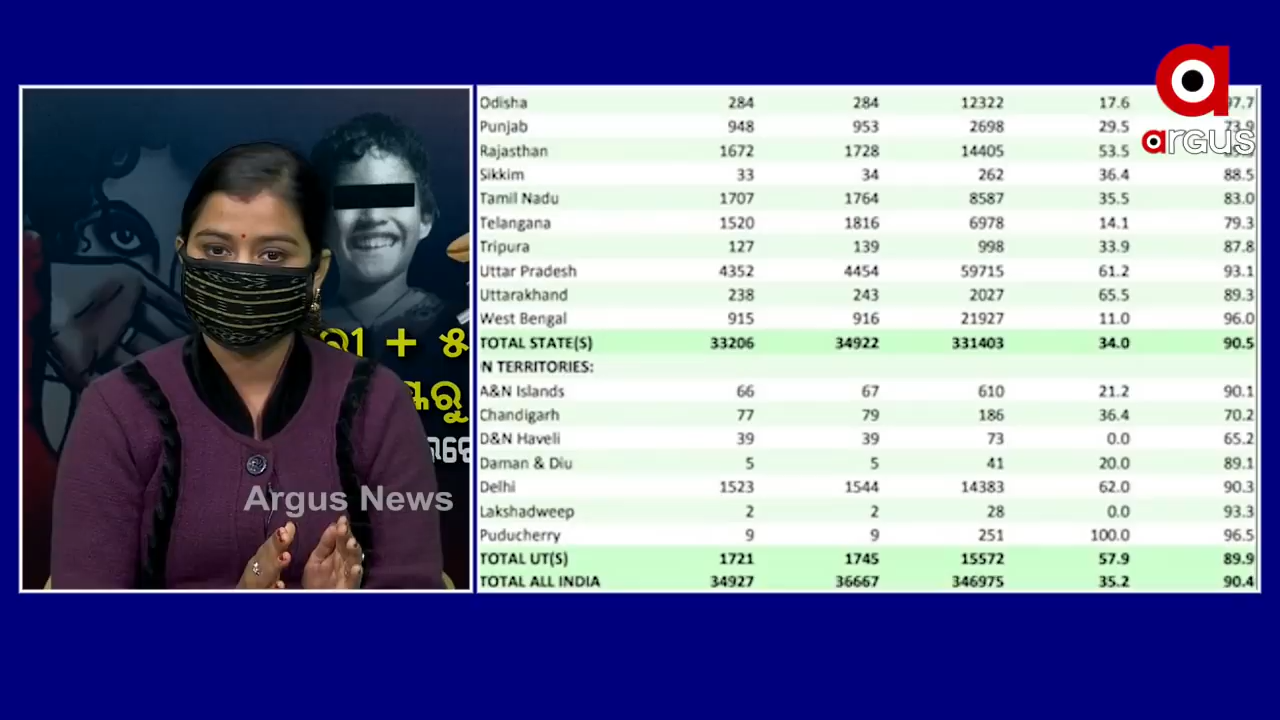 argus
Odisha 284 284 12322 17.6 97.7
Punjab 948 953 2698 29.5 73.9
Rajasthan 1672 1728 14405 53.5
Sikkim 33 34 262 36.4 88.5
Tamil Nadu 1707 1764 8587 35.5 83.0
Telangana 1520 1816 6978 14.1 79.3
Tripura 127 139 998 33.9 87.8
Uttar Pradesh 4352 4454 59715 61.2 93.1
Uttarakhand 238 243 2027 65.5 89.3
West Bengal 915 916 21927 11.0 96.0
TOTAL STATE(S) 33206 34922 331403 34.0 90.5
N TERRITORIES:
A&N Islands 66 67 610 21.2 90.1
Chandigarh 77 79 186 36.4 70.2
D&N Haveli 39 39 73 0.0 65.2
Daman & Diu 5 5 41 20.0 89.1
Delhi 1523 1544 14383 62.0 90.3
Lakshadweep 2 2 28 0.0 93.3
Puducherry 9 9 251 100.0 96.5
TOTAL UT(S) 1721 1745 15572 57.9 89.9
TOTAL ALL INDIA 34927 36667 346975 35.2 90.4
+ ୫
Argus News